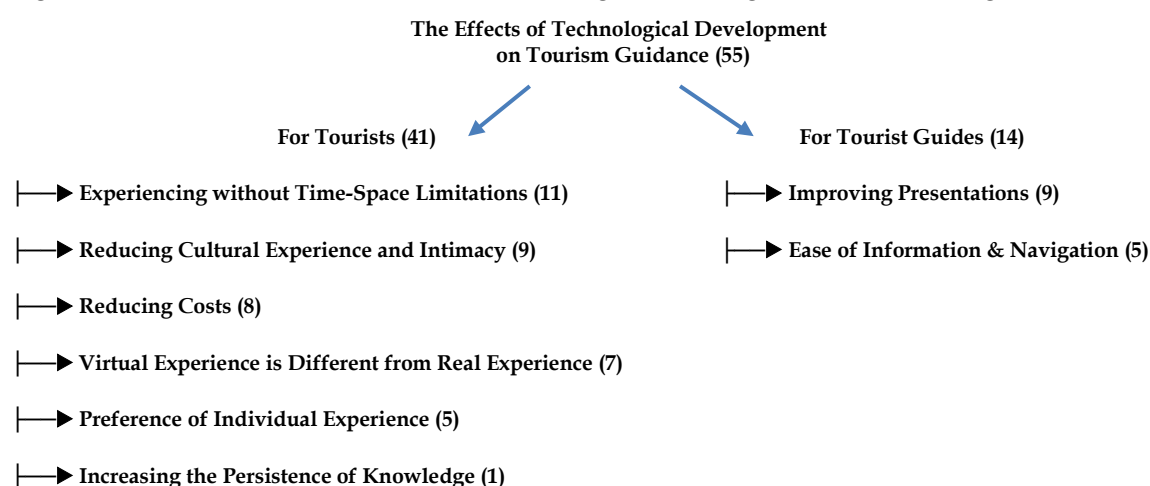 The Effects of Technological Development
on Tourism Guidance (55)
For Tourists (41)
For Tourist Guides (14)
Experiencing without Time-Space Limitations (11)
Improving Presentations (9)
Reducing Cultural Experience and Intimacy (9)
Ease of Information & Navigation (5)
Reducing Costs (8)
Virtual Experience is Different from Real Experience (7)
Preference of Individual Experience (5)
Increasing the Persistence of Knowledge (1)